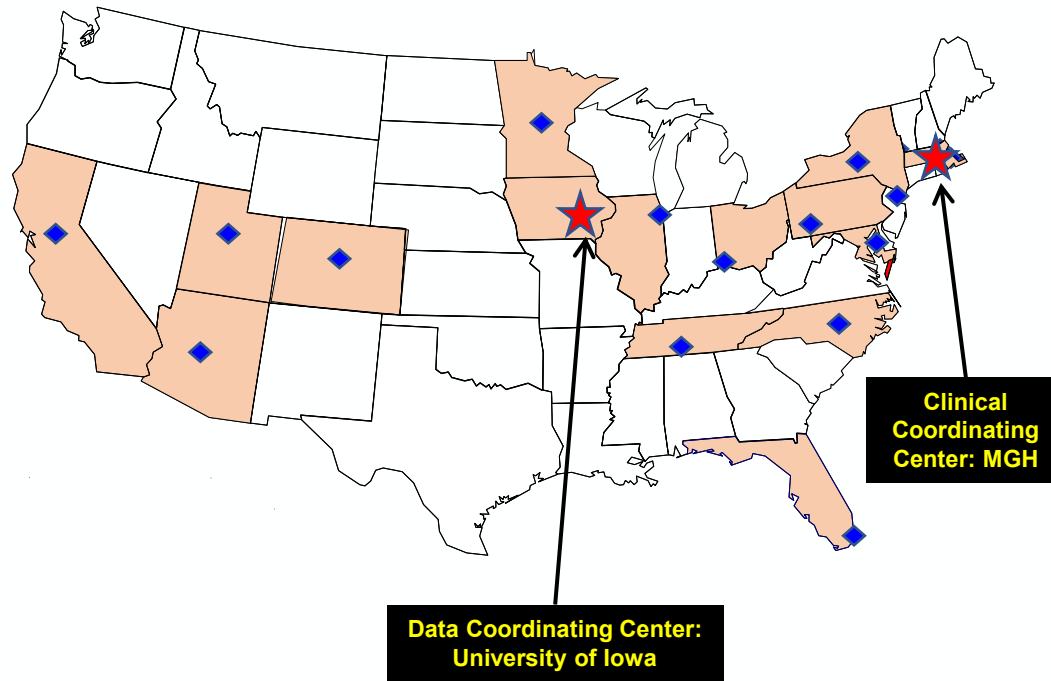 Clinical
Coordinating
Center: MGH
Data Coordinating Center:
University of Iowa